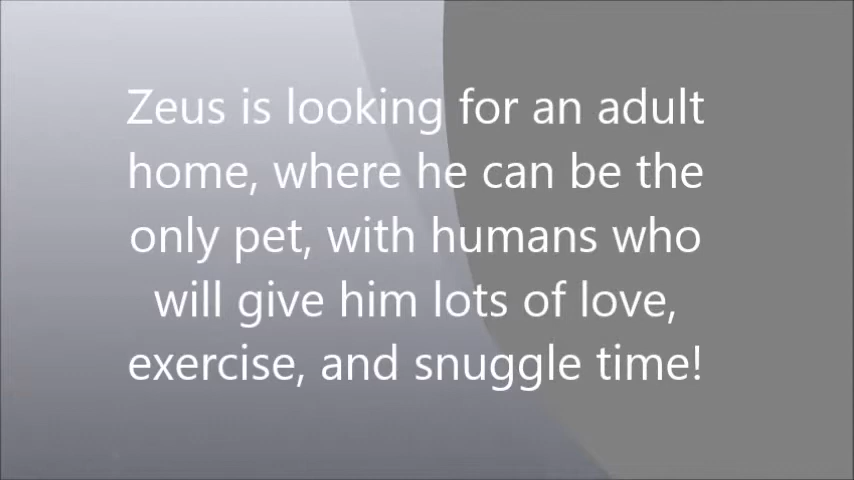 Zeus is looking for an adult
home, where he can be the
only pet, with humans who
will give him lots of love,
exercise, and snuggle time!